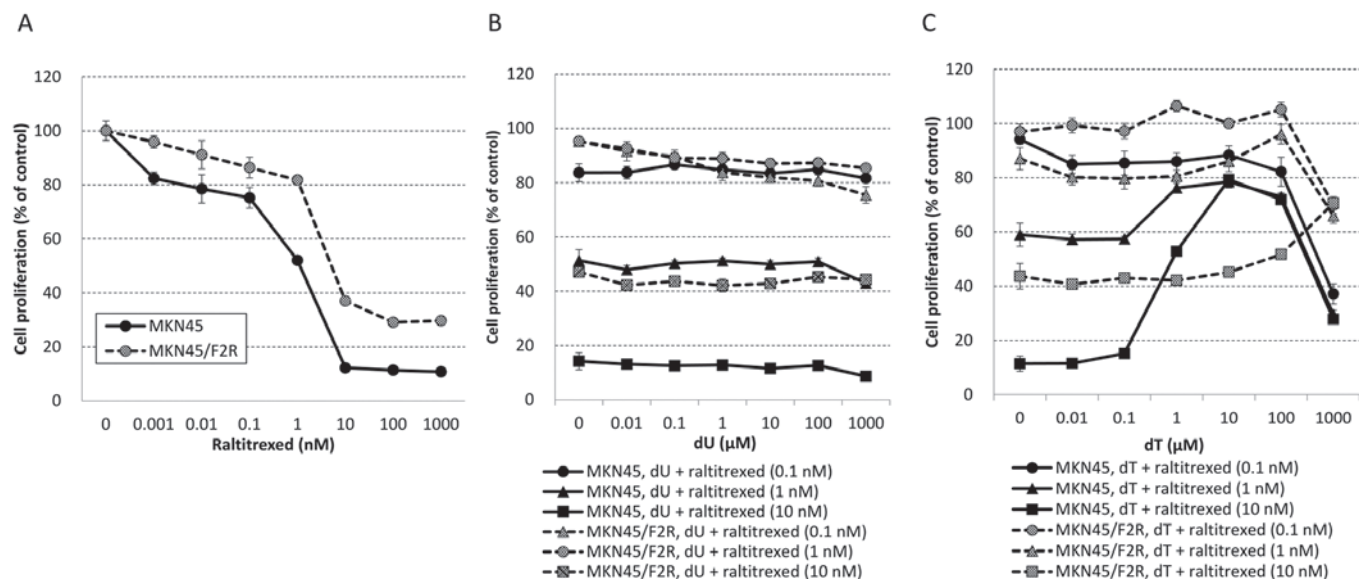 A
Cell proliferation (% of control)
120
100
80
60
40
20
0
MKN45
MKN45/F2R
0 0.001 0.01 0.1 1 10 100 1000
Raltitrexed (nM)
B
Cell proliferation (% of control)
120
100
80
60
40
20
0
0 0.01 0.1 1 10 100 1000
dU (μM)
MKN45, dU + raltitrexed (0.1 nM)
MKN45, dU + raltitrexed (1 nM)
MKN45, dU + raltitrexed (10 nM)
MKN45/F2R, dU + raltitrexed (0.1 nM)
MKN45/F2R, dU + raltitrexed (1 nM)
MKN45/F2R, dU + raltitrexed (10 nM)
C
Cell proliferation (% of control)
120
100
80
60
40
20
0
0 0.01 0.1 1 10 100 1000
dT (μM)
MKN45, dT + raltitrexed (0.1 nM)
MKN45, dT + raltitrexed (1 nM)
MKN45, dT + raltitrexed (10 nM)
MKN45/F2R, dT + raltitrexed (0.1 nM)
MKN45/F2R, dT + raltitrexed (1 nM)
MKN45/F2R, dT + raltitrexed (10 nM)